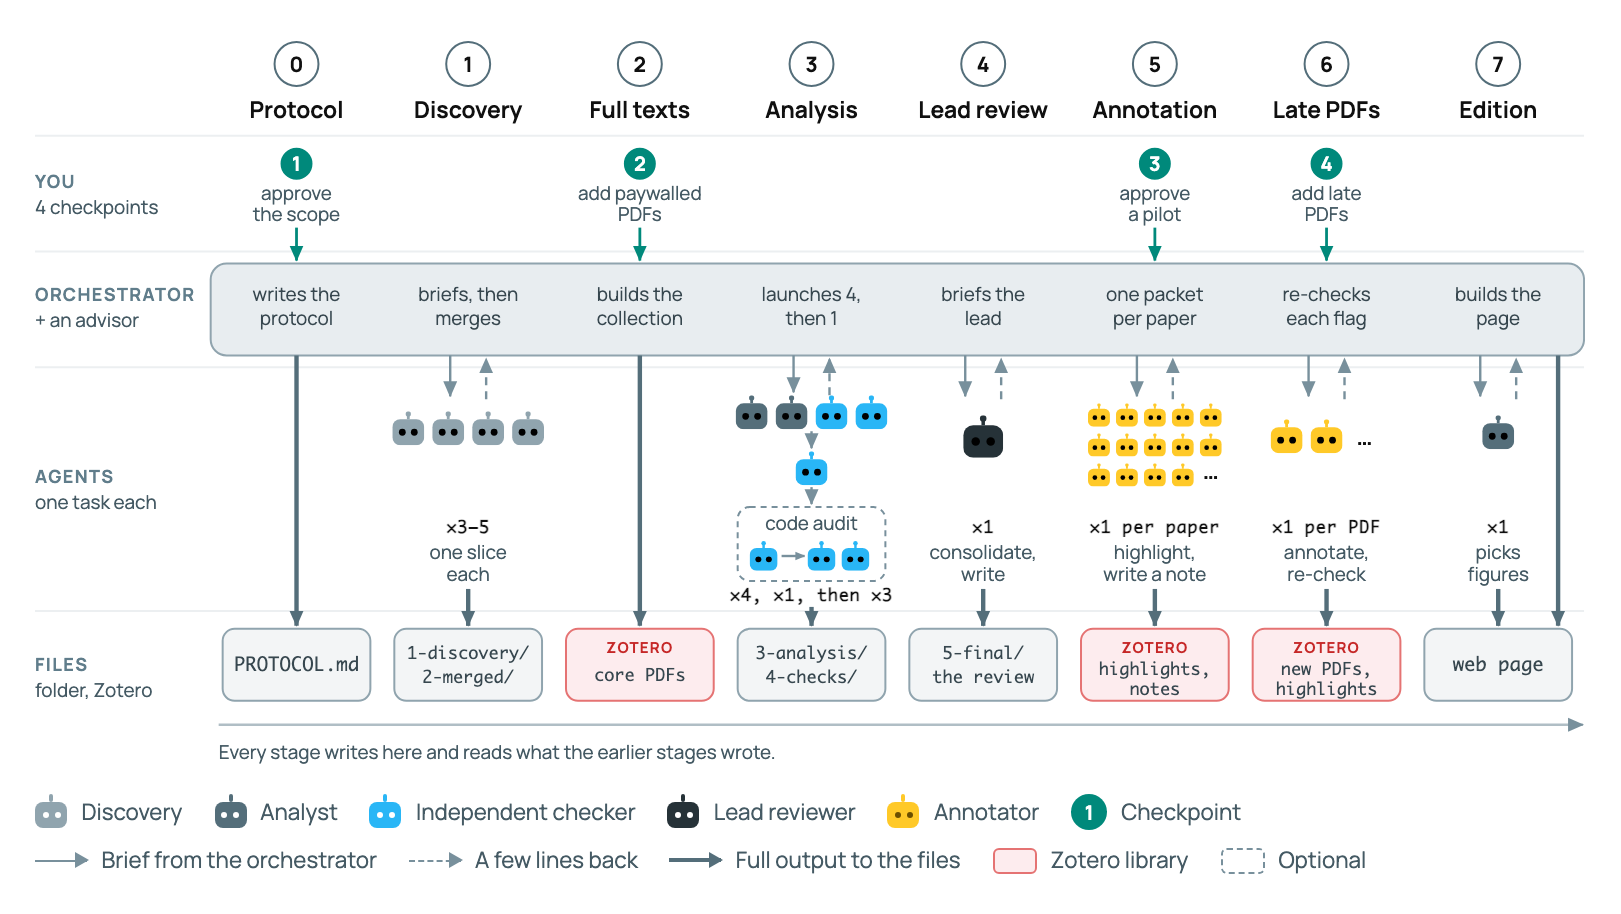 0 1 2 3 4 5 6 7
Protocol Discovery Full texts Analysis Lead review Annotation Late PDFs Edition
YOU
4 checkpoints
1
approve
the scope
2
add paywalled
PDFs
3
approve
a pilot
4
add late
PDFs
ORCHESTRATOR
+ an advisor
writes the
protocol
briefs, then
merges
builds the
collection
launches 4,
then 1
briefs the
lead
one packet
per paper
re-checks
each flag
builds the
page
AGENTS
one task each
×3–5
one slice
each
code audit
×4, ×1, then ×3
×1
consolidate,
write
...
×1 per paper
highlight,
write a note
...
×1 per PDF
annotate,
re-check
×1
picks
figures
FILES
folder, Zotero
PROTOCOL.md
1-discovery/
2-merged/
ZOTERO
core PDFs
3-analysis/
4-checks/
5-final/
the review
ZOTERO
highlights,
notes
ZOTERO
new PDFs,
highlights
web page
Every stage writes here and reads what the earlier stages wrote.
Discovery Analyst Independent checker Lead reviewer Annotator 1 Checkpoint
Brief from the orchestrator A few lines back Full output to the files Zotero library Optional